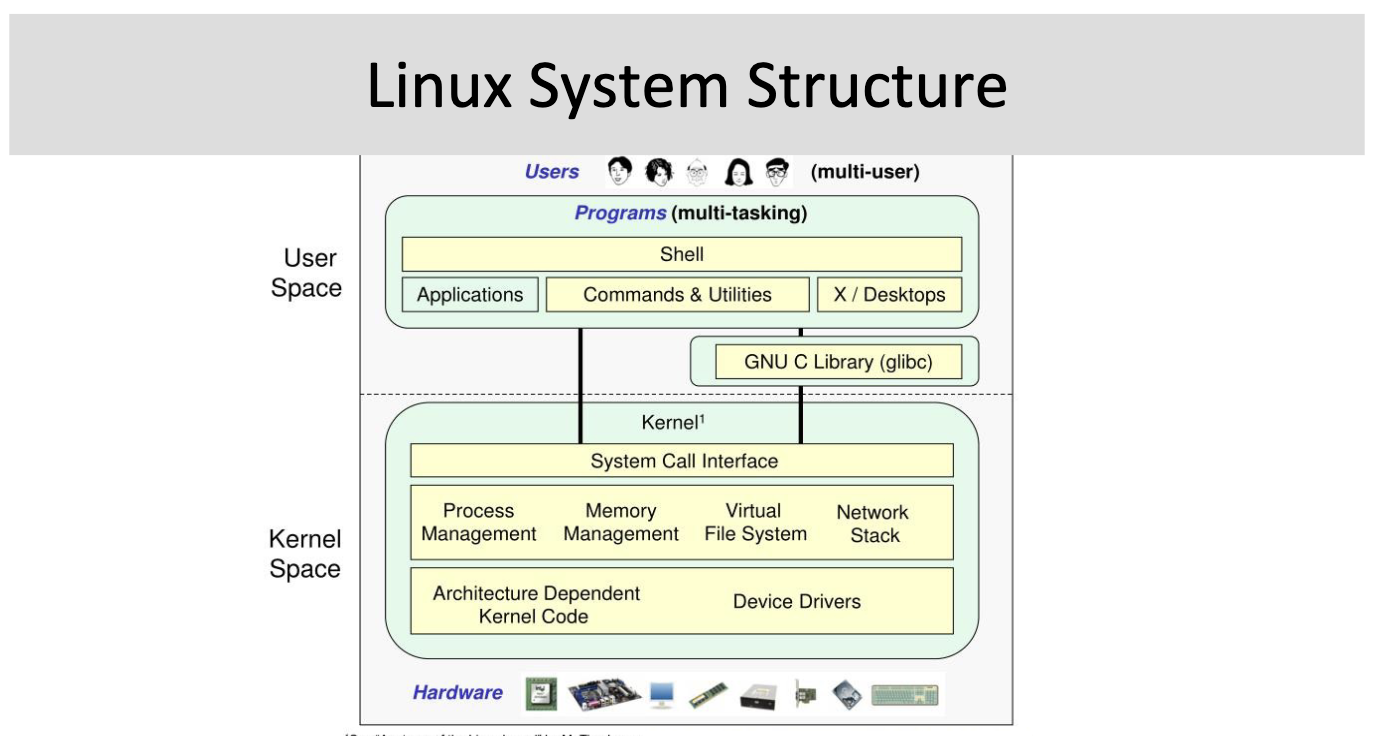 Linux System Structure
Users (multi-user)
Programs (multi-tasking)
Shell
Applications Commands & Utilities X / Desktops
User
Space
GNU C Library (glibc)
Kernel¹
System Call Interface
Process Memory Virtual Network
Management Management File System Stack
Architecture Dependent
Kernel Code
Device Drivers
Kernel
Space
Hardware